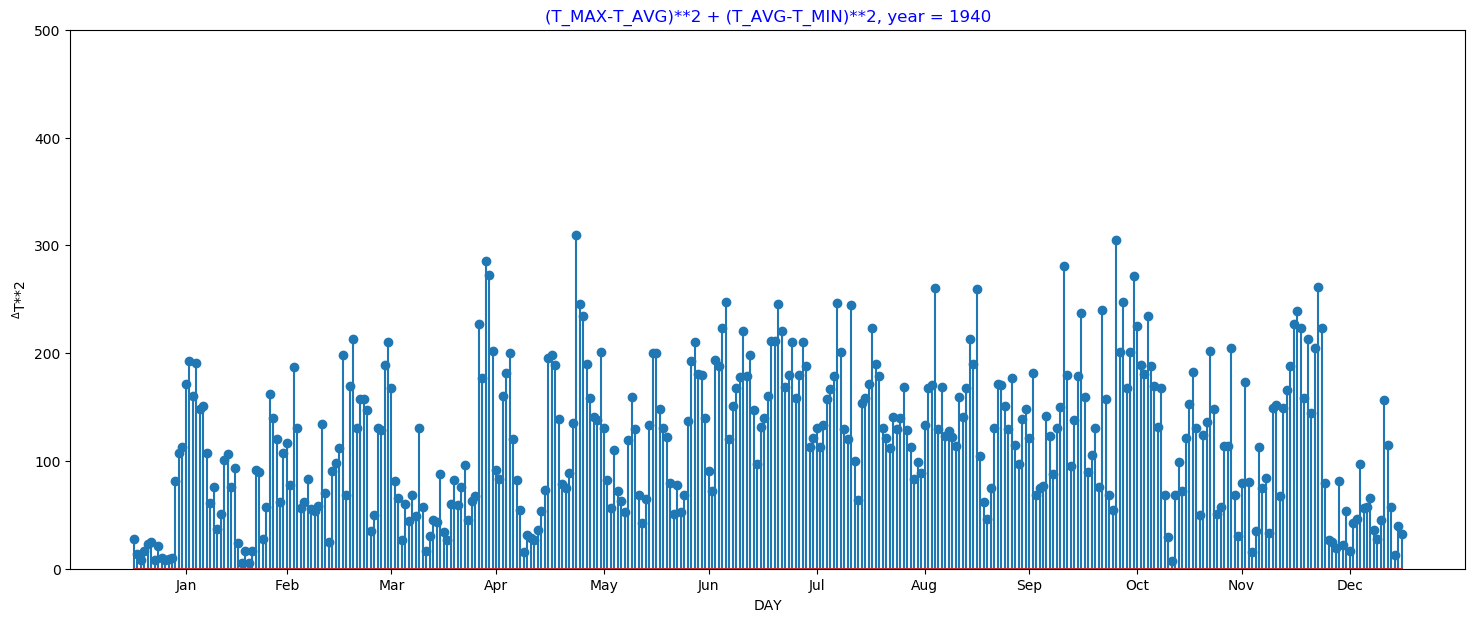 (T_MAX-T_AVG)**2 + (T_AVG-T_MIN)**2, year = 1940
500
400
300
200
100
0
ΔT**2
Jan Feb Mar Apr May Jun Jul Aug Sep Oct Nov Dec
DAY